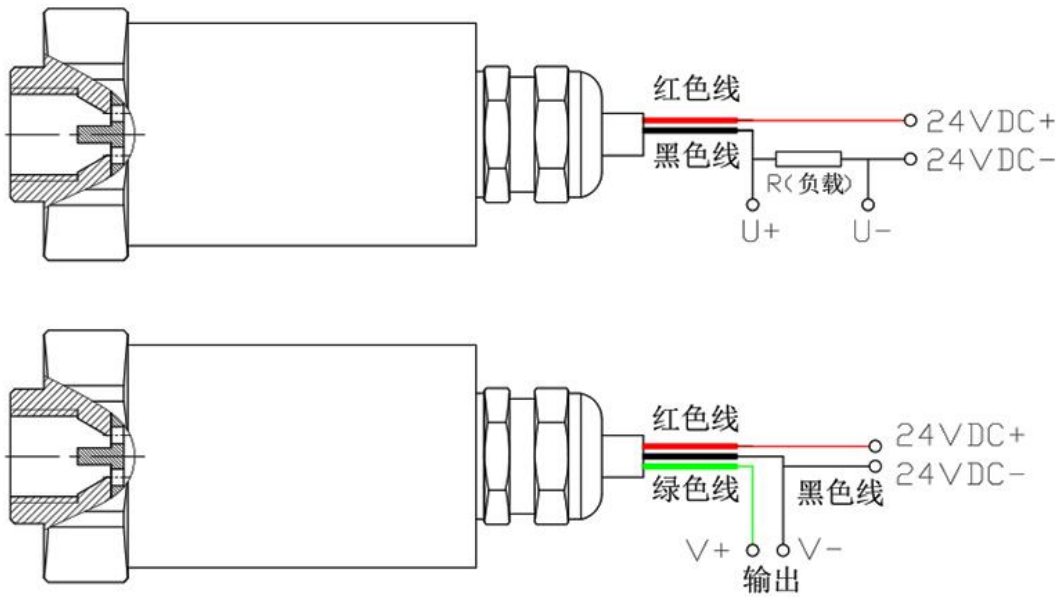 红色线
24VDC+
黑色线
24VDC-
R(负载)
U+
U-
红色线
24VDC+
24VDC-
绿色线
黑色线
V+
V-
输出